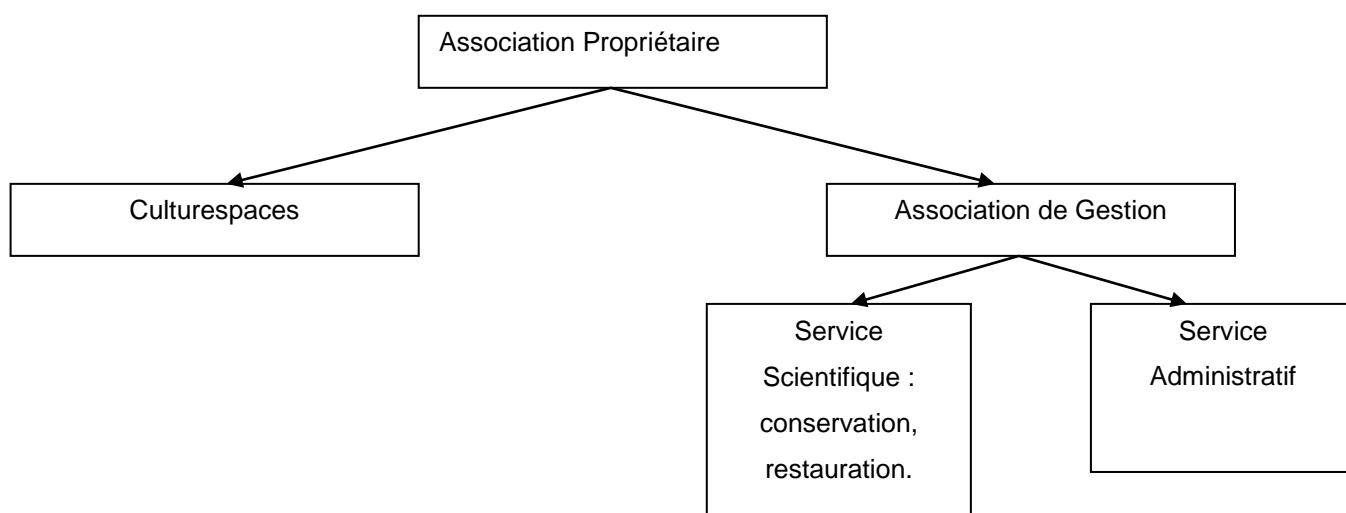 Association Propriétaire
Culturespaces
Association de Gestion
Service
Scientifique :
conservation,
restauration.
Service
Administratif